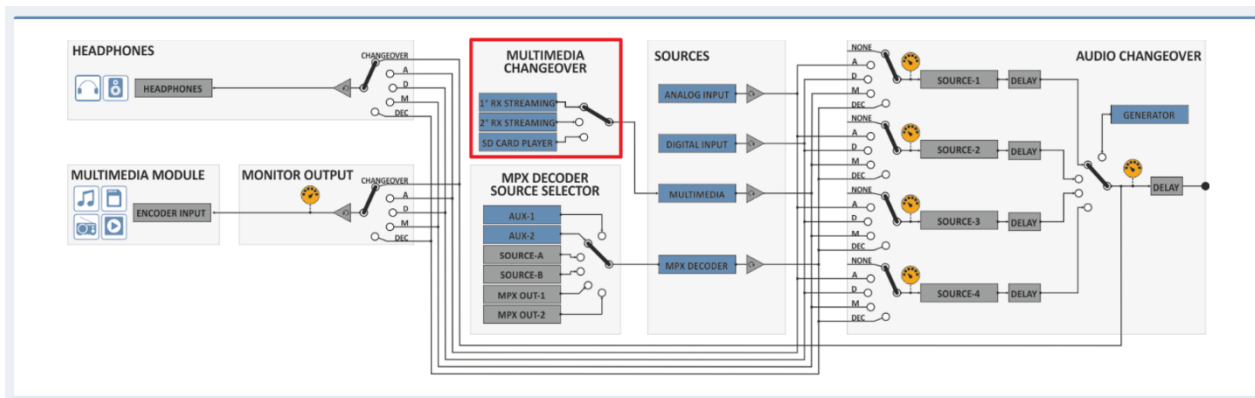 HEADPHONES
HEADPHONES
CHANGEOVER
A
D
M
DEC
MULTIMEDIA MODULE
ENCODER INPUT
MONITOR OUTPUT
CHANGEOVER
A
D
M
DEC
MULTIMEDIA
CHANGEOVER
1° RX STREAMING
2° RX STREAMING
SD CARD PLAYER
MPX DECODER
SOURCE SELECTOR
AUX-1
AUX-2
SOURCE-A
SOURCE-B
MPX OUT-1
MPX OUT-2
SOURCES
ANALOG INPUT
DIGITAL INPUT
MULTIMEDIA
MPX DECODER
AUDIO CHANGEOVER
NONE
A
D
M
DEC
SOURCE-1
DELAY
NONE
A
D
M
DEC
SOURCE-2
DELAY
NONE
A
D
M
DEC
SOURCE-3
DELAY
NONE
A
D
M
DEC
SOURCE-4
DELAY
GENERATOR
DELAY